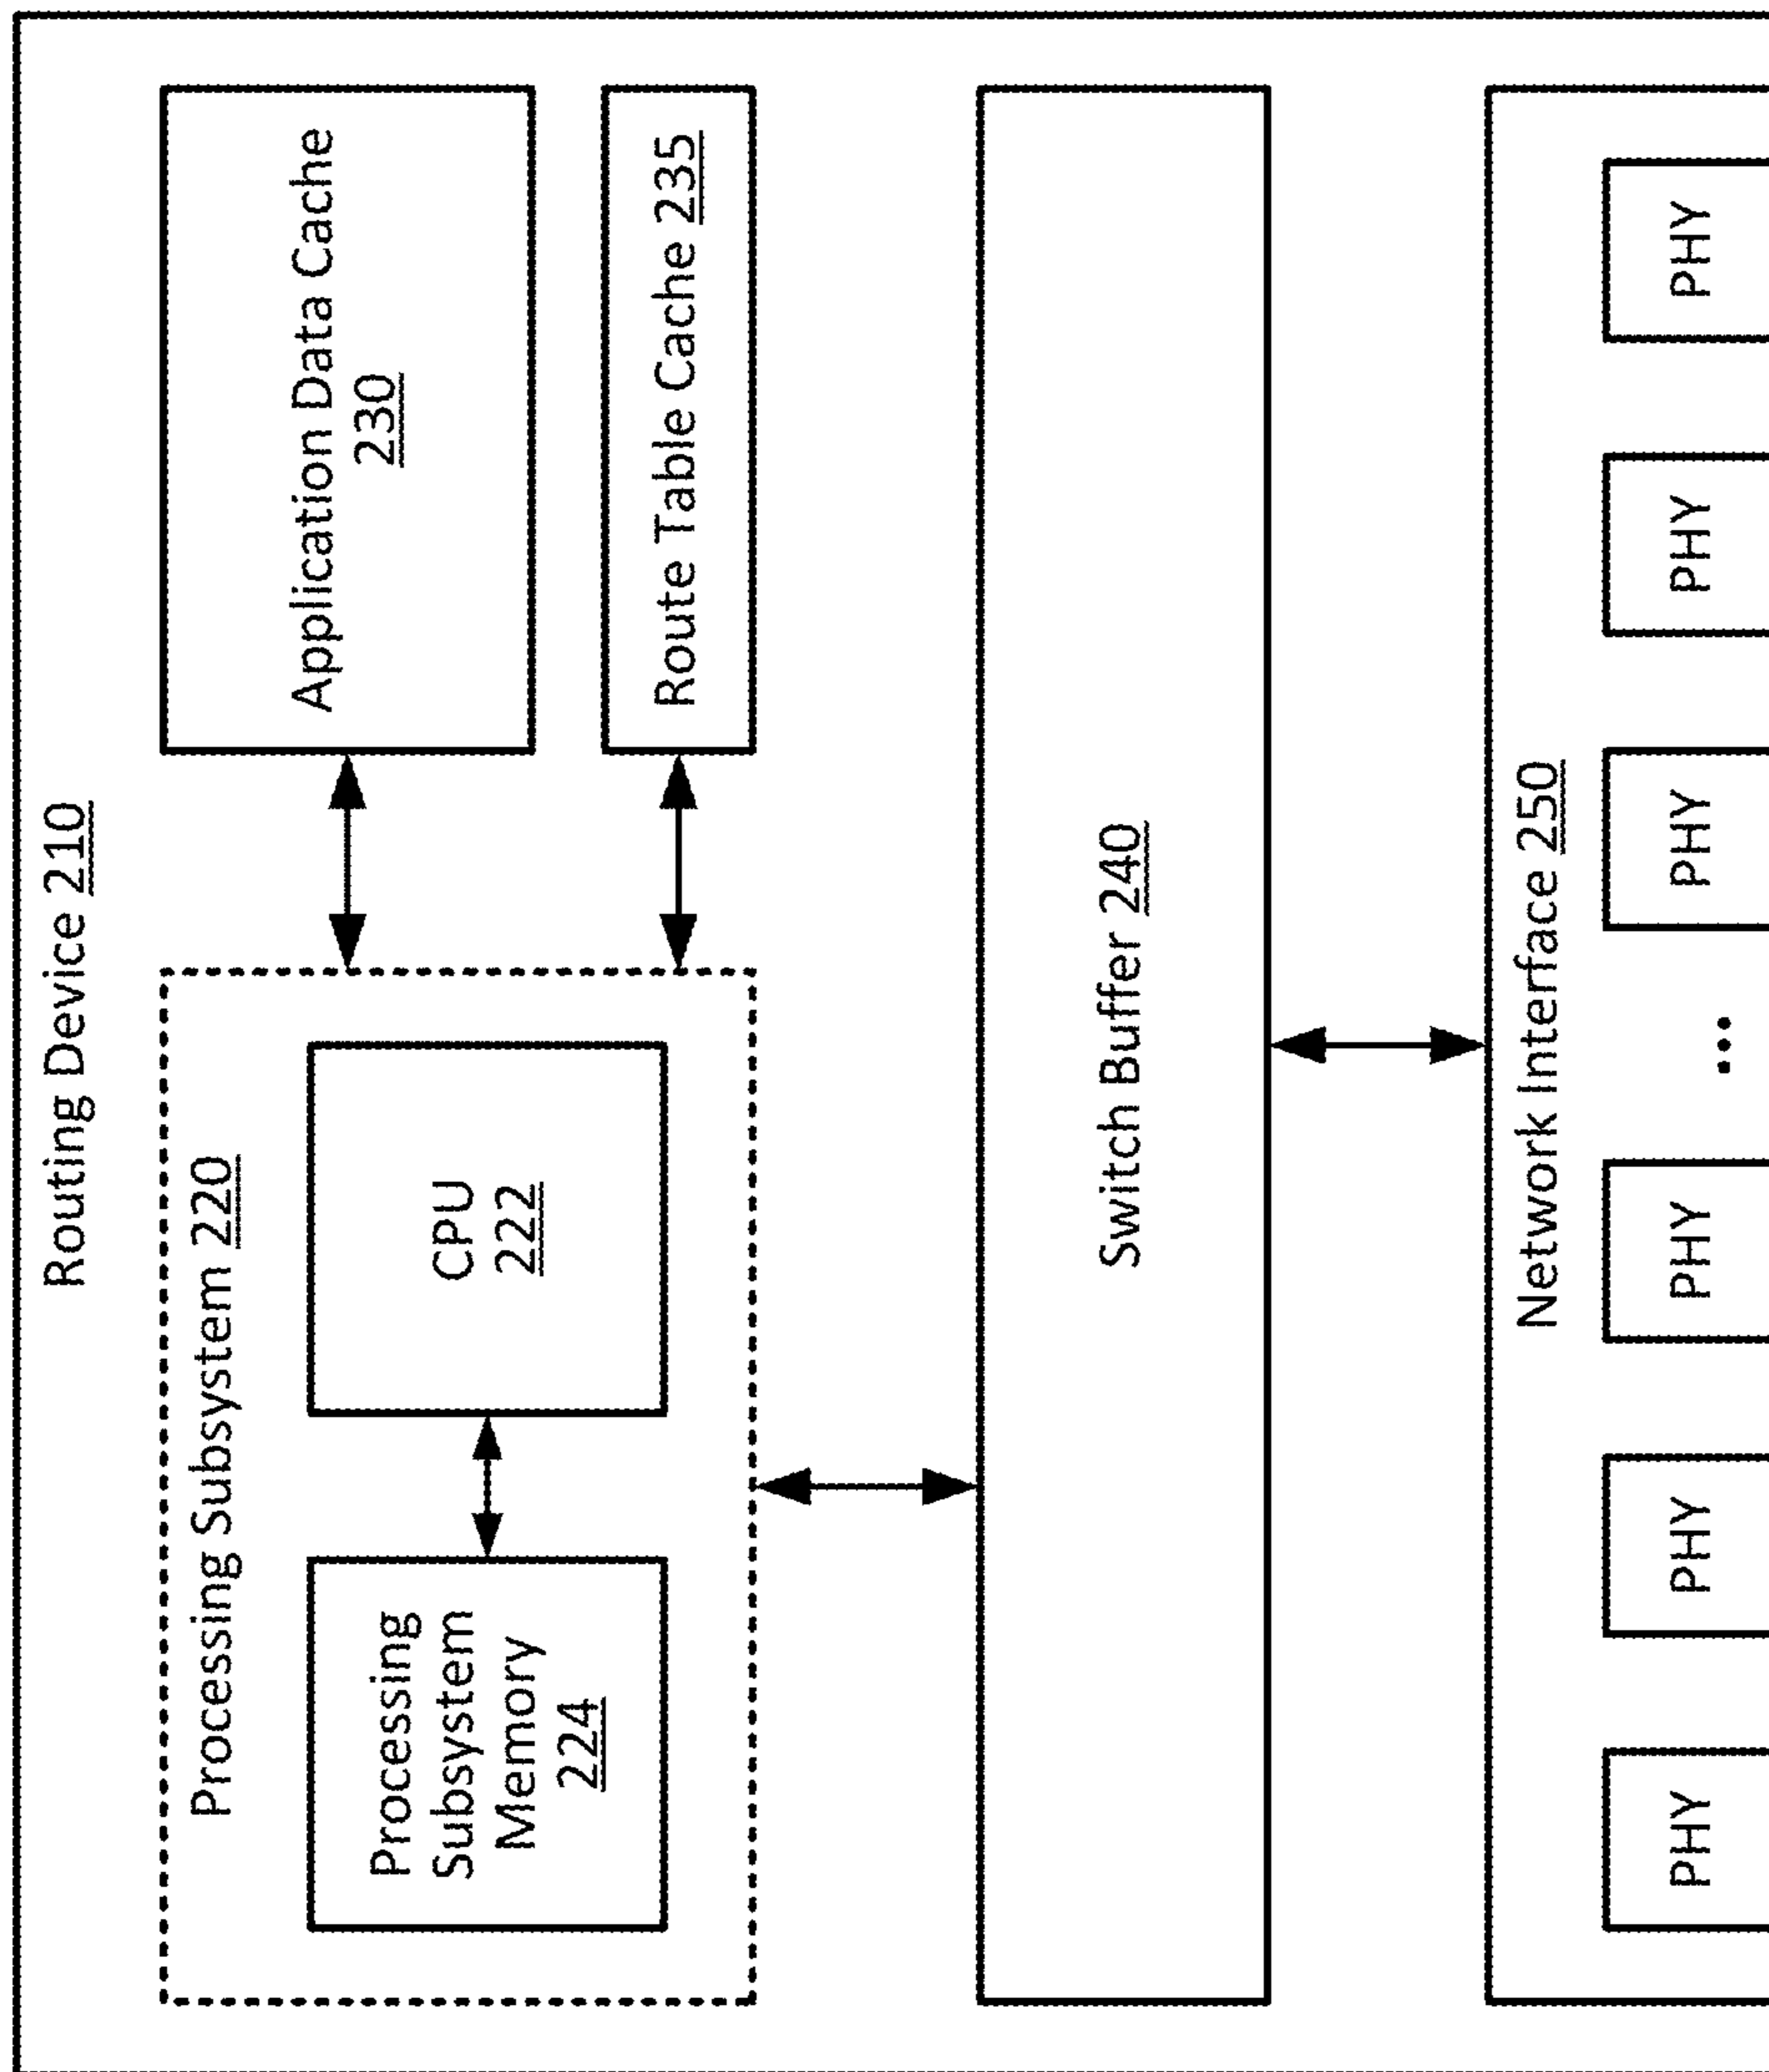 Routing Device 210
Processing Subsystem 220
Processing
Subsystem
Memory
224
CPU
222
Application Data Cache
230
Route Table Cache 235
Switch Buffer 240
Network Interface 250
PHY
PHY
PHY
...
PHY
PHY
PHY